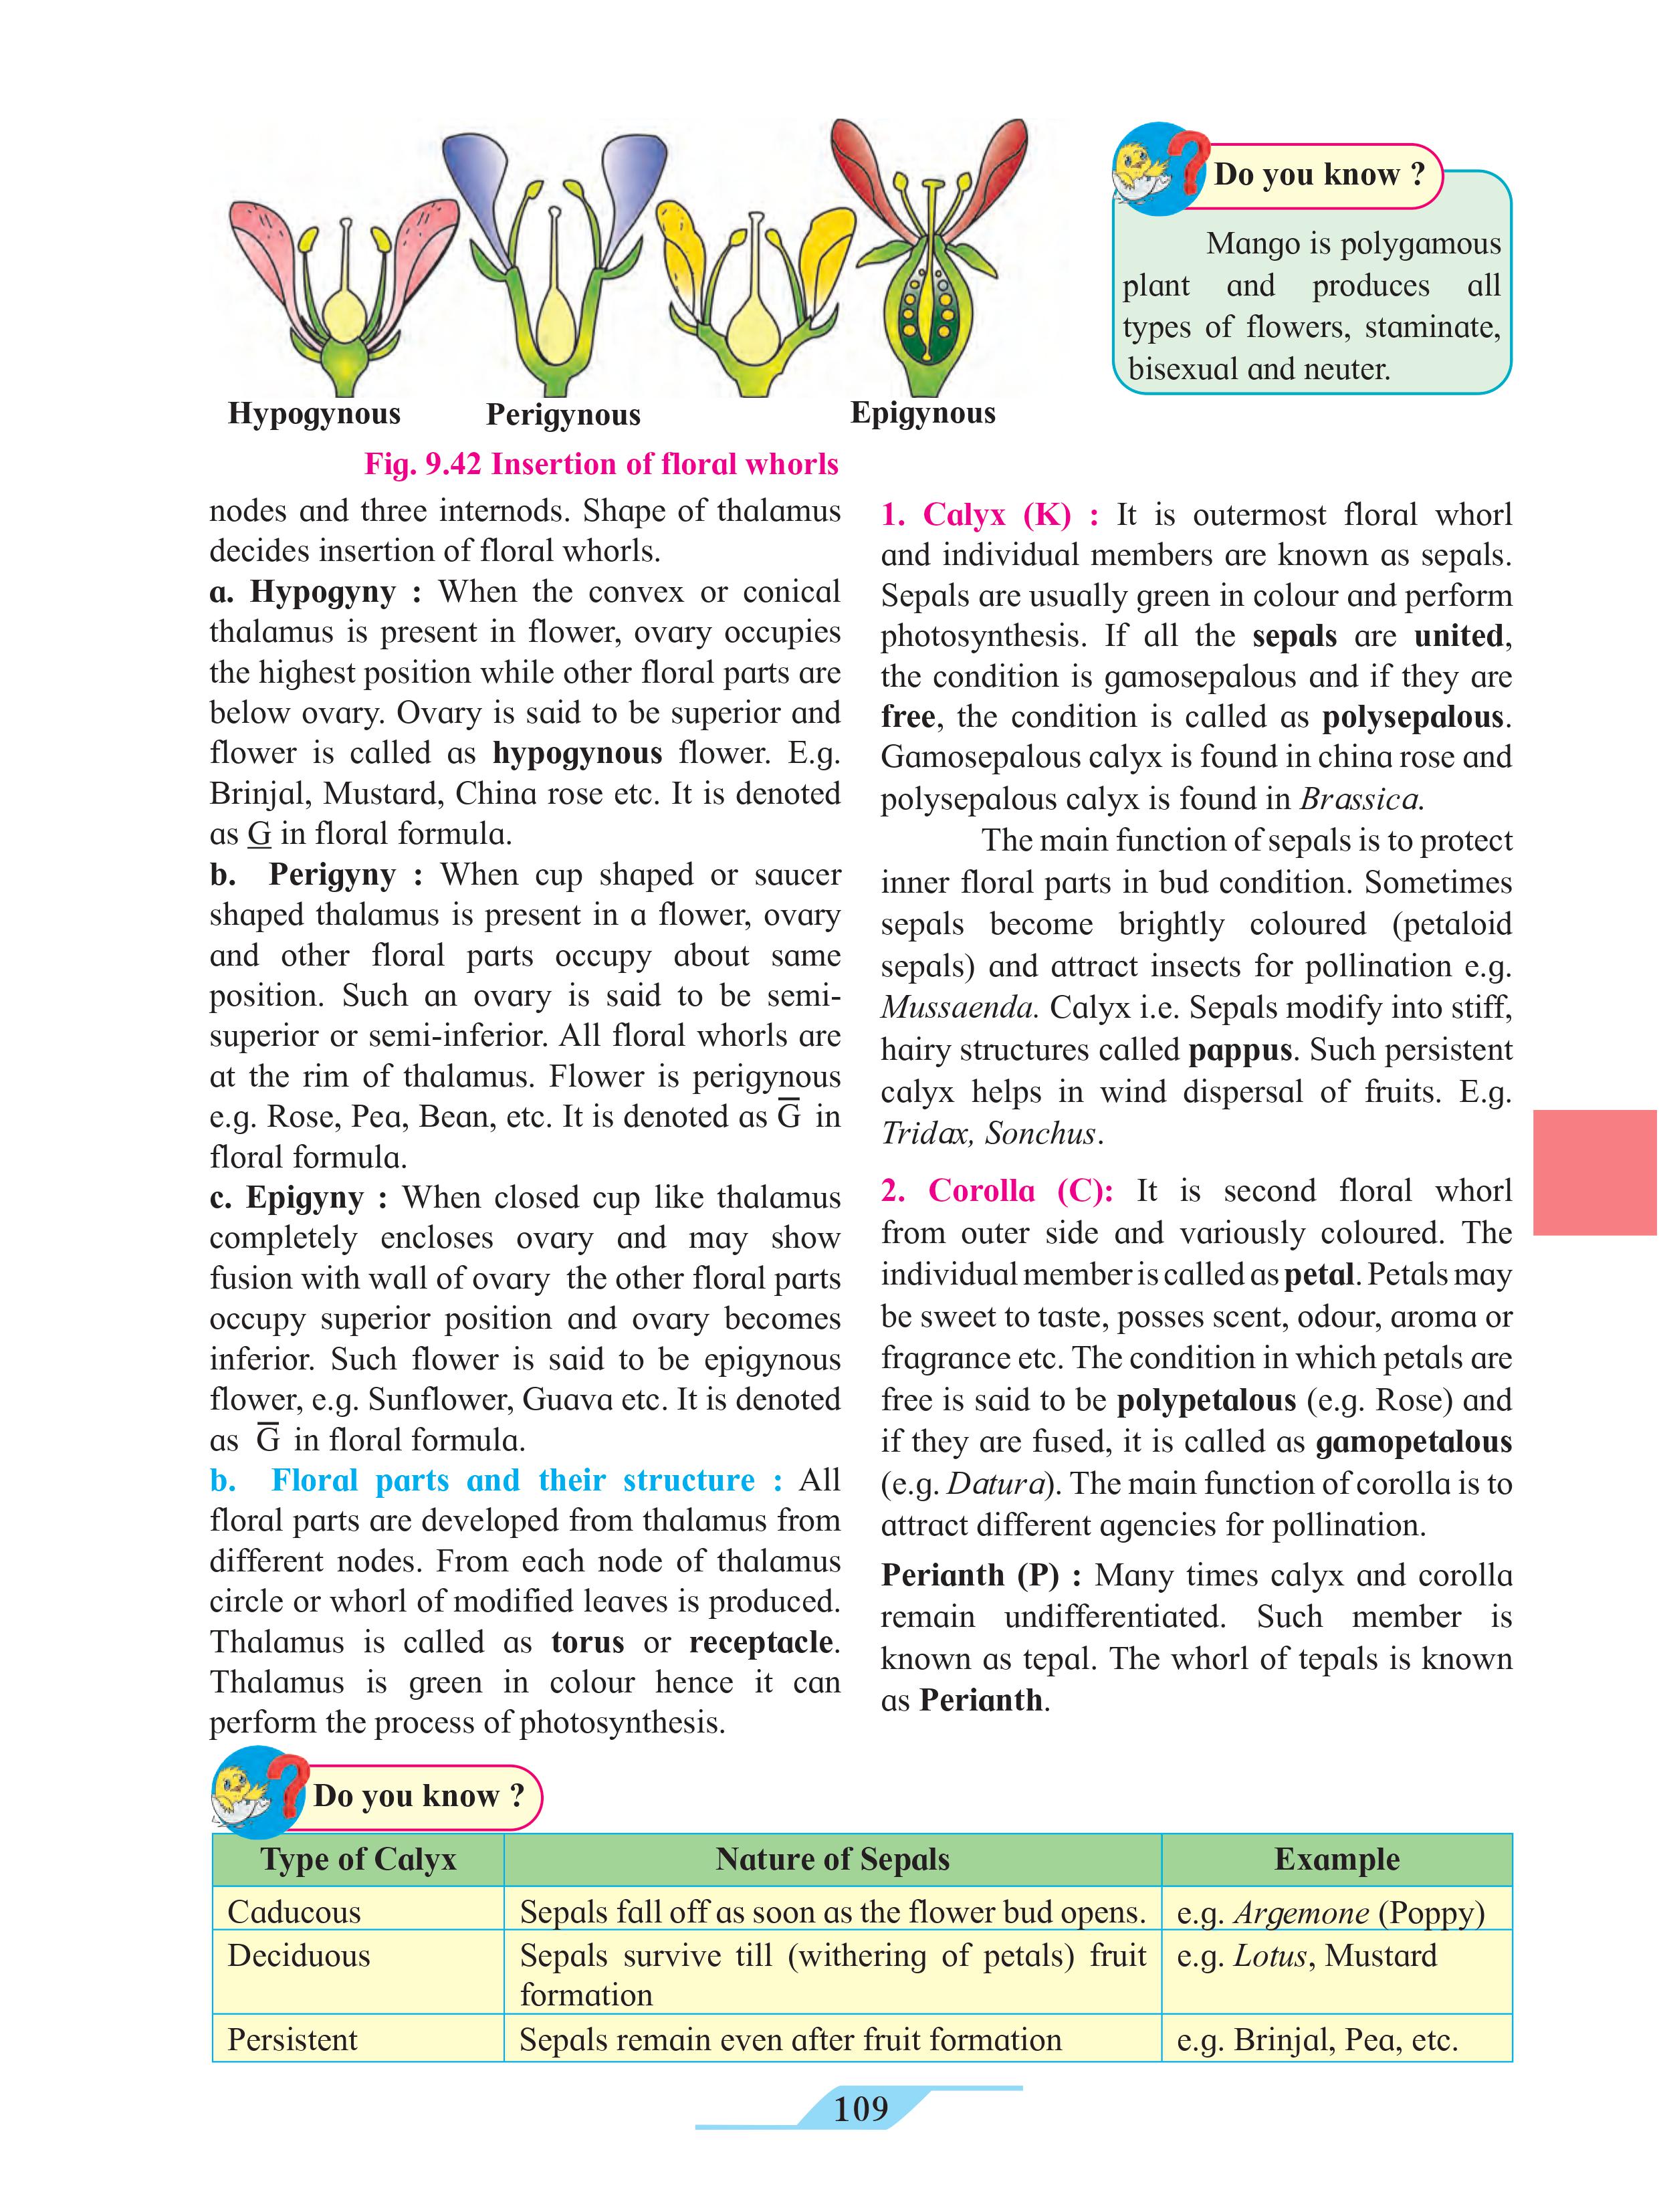 Do you know ?
Mango is polygamous
plant and produces all
types of flowers, staminate,
bisexual and neuter.
Hypogynous Perigynous Epigynous
Fig. 9.42 Insertion of floral whorls
nodes and three internods. Shape of thalamus
decides insertion of floral whorls.
a. Hypogyny : When the convex or conical
thalamus is present in flower, ovary occupies
the highest position while other floral parts are
below ovary. Ovary is said to be superior and
flower is called as hypogynous flower. E.g.
Brinjal, Mustard, China rose etc. It is denoted
as G̲ in floral formula.
b. Perigyny : When cup shaped or saucer
shaped thalamus is present in a flower, ovary
and other floral parts occupy about same
position. Such an ovary is said to be semi-
superior or semi-inferior. All floral whorls are
at the rim of thalamus. Flower is perigynous
e.g. Rose, Pea, Bean, etc. It is denoted as G̅ in
floral formula.
c. Epigyny : When closed cup like thalamus
completely encloses ovary and may show
fusion with wall of ovary the other floral parts
occupy superior position and ovary becomes
inferior. Such flower is said to be epigynous
flower, e.g. Sunflower, Guava etc. It is denoted
as G̅ in floral formula.
b. Floral parts and their structure : All
floral parts are developed from thalamus from
different nodes. From each node of thalamus
circle or whorl of modified leaves is produced.
Thalamus is called as torus or receptacle.
Thalamus is green in colour hence it can
perform the process of photosynthesis.
1. Calyx (K) : It is outermost floral whorl
and individual members are known as sepals.
Sepals are usually green in colour and perform
photosynthesis. If all the sepals are united,
the condition is gamosepalous and if they are
free, the condition is called as polysepalous.
Gamosepalous calyx is found in china rose and
polysepalous calyx is found in Brassica.
The main function of sepals is to protect
inner floral parts in bud condition. Sometimes
sepals become brightly coloured (petaloid
sepals) and attract insects for pollination e.g.
Mussaenda. Calyx i.e. Sepals modify into stiff,
hairy structures called pappus. Such persistent
calyx helps in wind dispersal of fruits. E.g.
Tridax, Sonchus.
2. Corolla (C): It is second floral whorl
from outer side and variously coloured. The
individual member is called as petal. Petals may
be sweet to taste, posses scent, odour, aroma or
fragrance etc. The condition in which petals are
free is said to be polypetalous (e.g. Rose) and
if they are fused, it is called as gamopetalous
(e.g. Datura). The main function of corolla is to
attract different agencies for pollination.
Perianth (P) : Many times calyx and corolla
remain undifferentiated. Such member is
known as tepal. The whorl of tepals is known
as Perianth.
Do you know ?
Type of Calyx Nature of Sepals Example
Caducous Sepals fall off as soon as the flower bud opens. e.g. Argemone (Poppy)
Deciduous Sepals survive till (withering of petals) fruit e.g. Lotus, Mustard
formation
Persistent Sepals remain even after fruit formation e.g. Brinjal, Pea, etc.
109